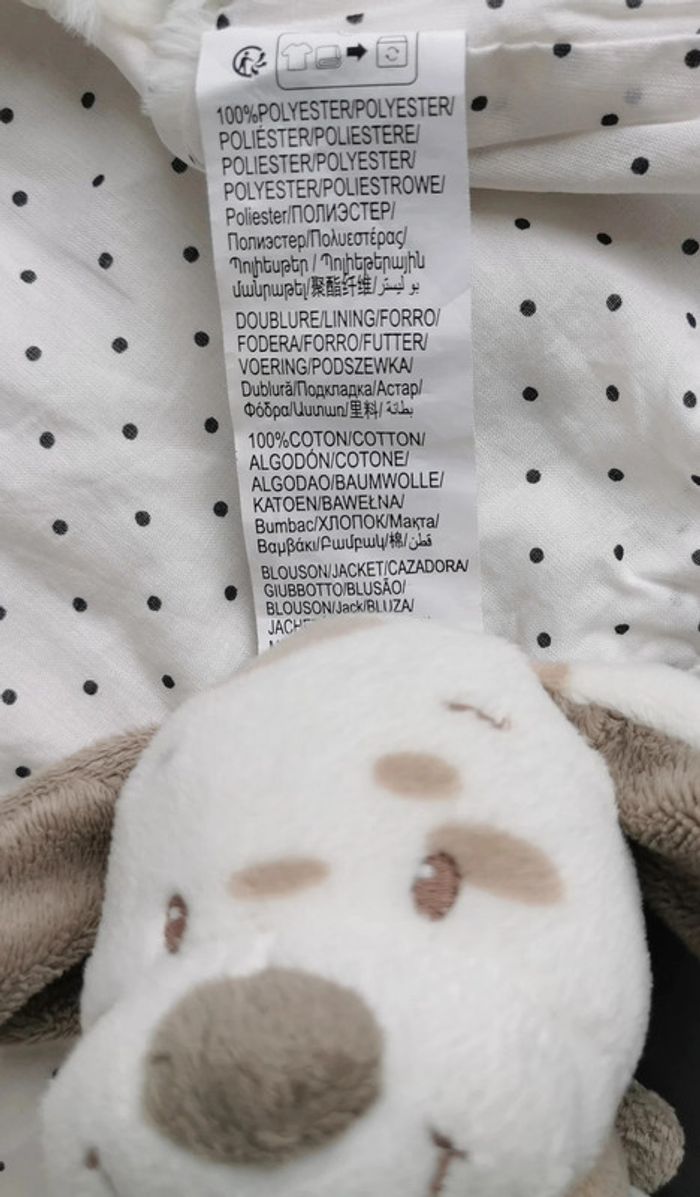 100%POLYESTER/POLYESTER/
POLIÉSTER/POLIESTERE/
POLIESTER/POLYESTER/
POLYESTER/POLIESTROWE/
Poliester/ПОЛИЭСТЕР/
Полиэстер/Πολυεστέρας/
Պոլիեսթեր / Պոլիեթերային
մանրաթել/聚酯纤维/بو ليستر/
DOUBLURE/LINING/FORRO/
FODERA/FORRO/FUTTER/
VOERING/PODSZEWKA/
Dublură/Подкладка/Астар/
Φόδρα/Աստառ/里料/بطانة/
100%COTON/COTTON/
ALGODÓN/COTONE/
ALGODAO/BAUMWOLLE/
KATOEN/BAWEŁNA/
Bumbac/ХЛОПОК/Мақта/
Βαμβάκι/Բամբակ/棉/قطن/
BLOUSON/JACKET/CAZADORA/
GIUBBOTTO/BLUSÃO/
BLOUSON/Jack/BLUZA/